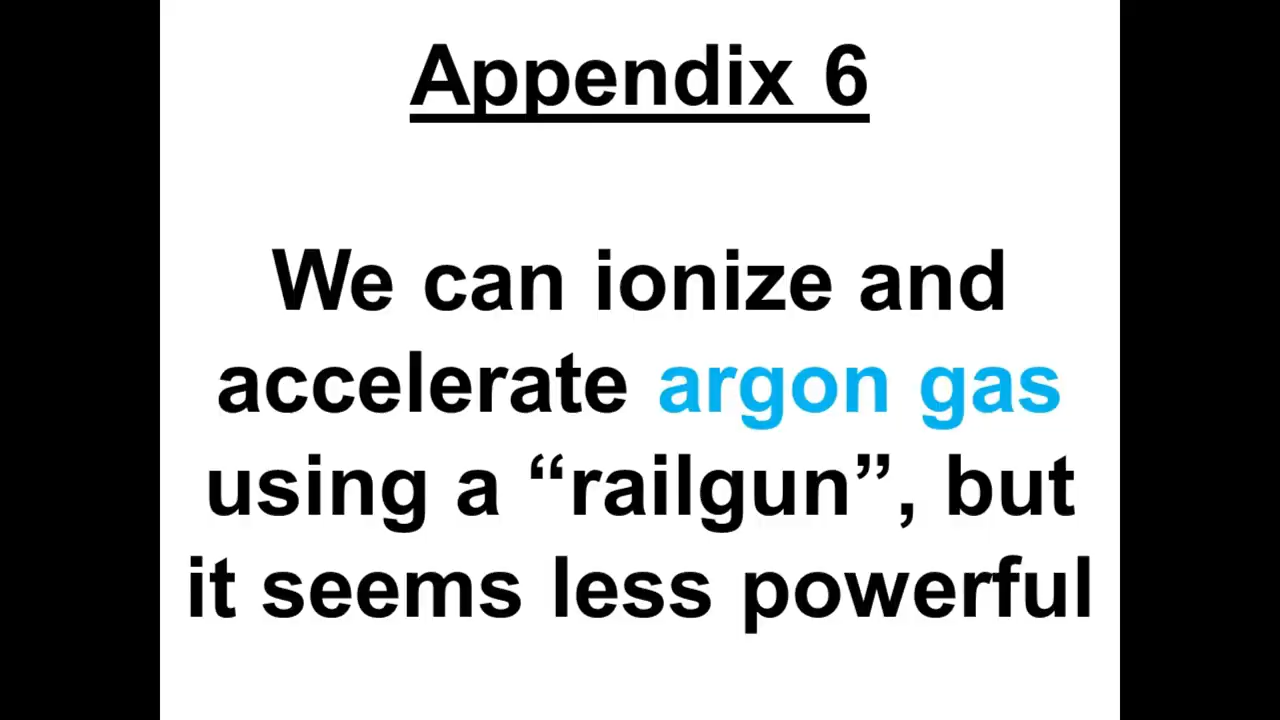 Appendix 6
We can ionize and
accelerate argon gas
using a “railgun”, but
it seems less powerful